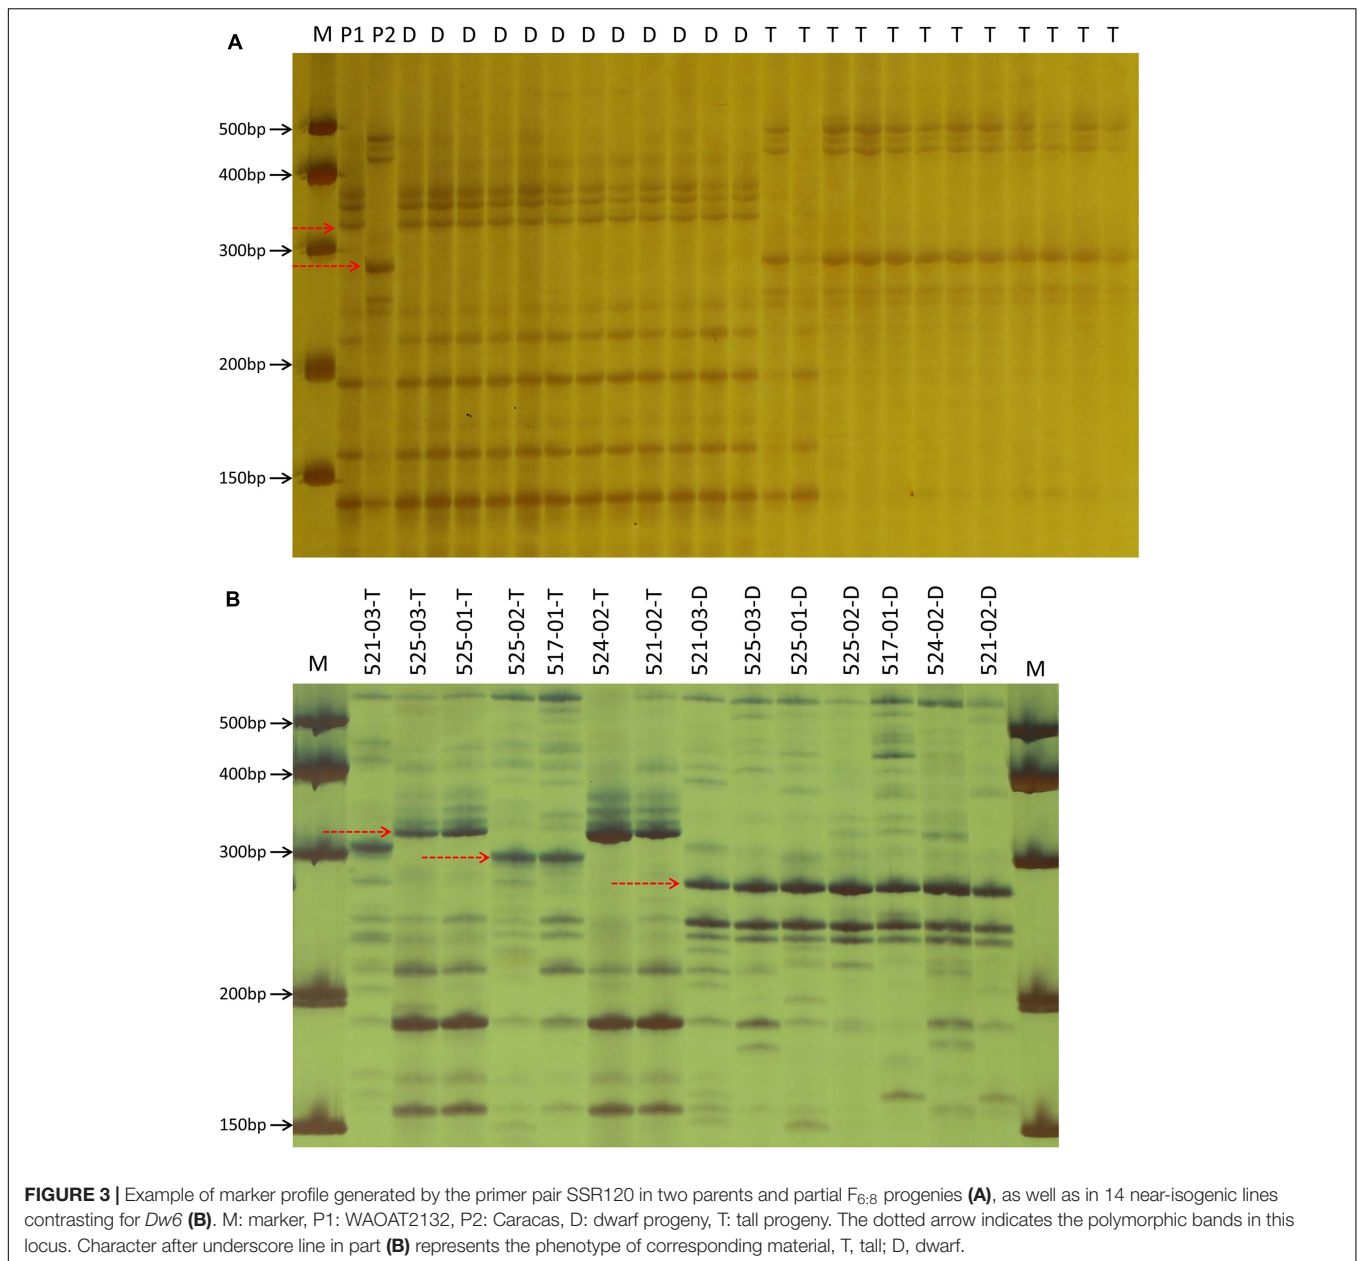 A
M P1 P2 D D D D D D D D D D D D T T T T T T T T T T T T
500bp
400bp
300bp
200bp
150bp
B
M 521-03-T 525-03-T 525-01-T 525-02-T 517-01-T 524-02-T 521-02-T 521-03-D 525-03-D 525-01-D 525-02-D 517-01-D 524-02-D 521-02-D M
500bp
400bp
300bp
200bp
150bp
FIGURE 3 | Example of marker profile generated by the primer pair SSR120 in two parents and partial F6:8 progenies (A), as well as in 14 near-isogenic lines
contrasting for Dw6 (B). M: marker, P1: WAOAT2132, P2: Caracas, D: dwarf progeny, T: tall progeny. The dotted arrow indicates the polymorphic bands in this
locus. Character after underscore line in part (B) represents the phenotype of corresponding material, T, tall; D, dwarf.